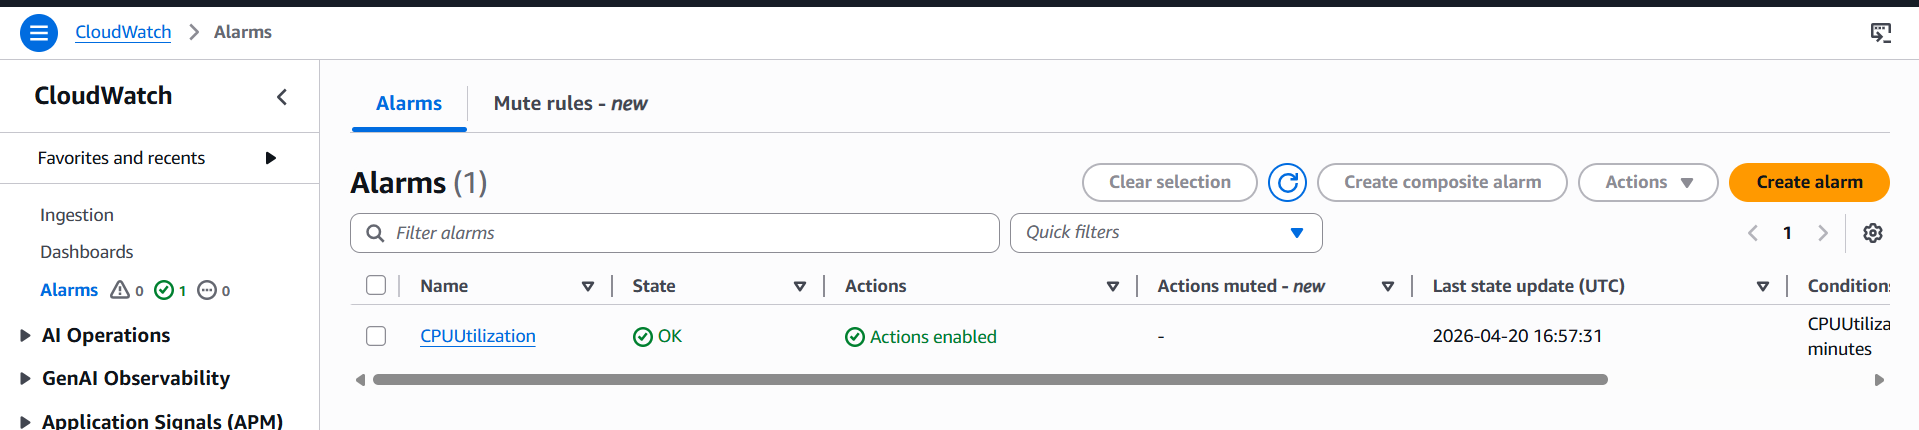 CloudWatch > Alarms
CloudWatch
Favorites and recents
Ingestion
Dashboards
Alarms 0 1 0
AI Operations
GenAI Observability
Application Signals (APM)
Alarms Mute rules - new
Alarms (1) Clear selection Create composite alarm Actions Create alarm
Filter alarms Quick filters 1
Name State Actions Actions muted - new Last state update (UTC) Conditions
CPUUtilization OK Actions enabled - 2026-04-20 16:57:31 CPUUtiliza
minutes